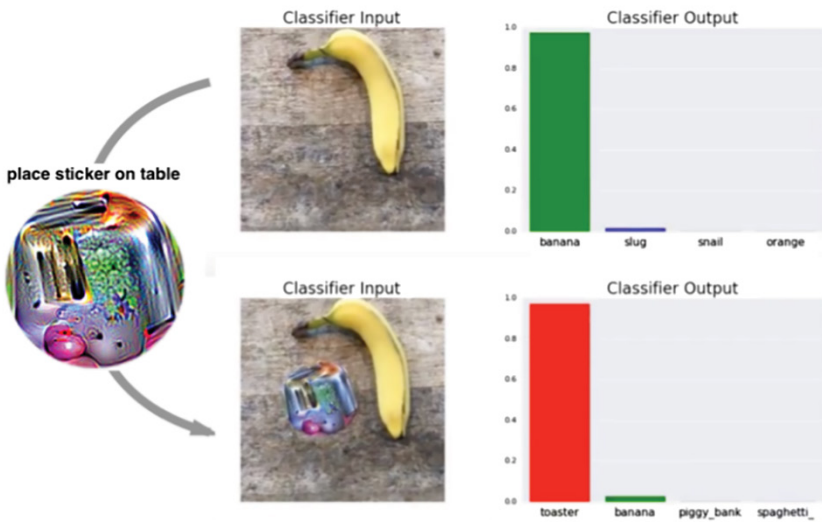 Classifier Input
Classifier Output
1.0
0.8
0.6
0.4
0.2
0.0
banana slug snail orange
place sticker on table
Classifier Input
Classifier Output
1.0
0.8
0.6
0.4
0.2
0.0
toaster banana piggy_bank spaghetti_